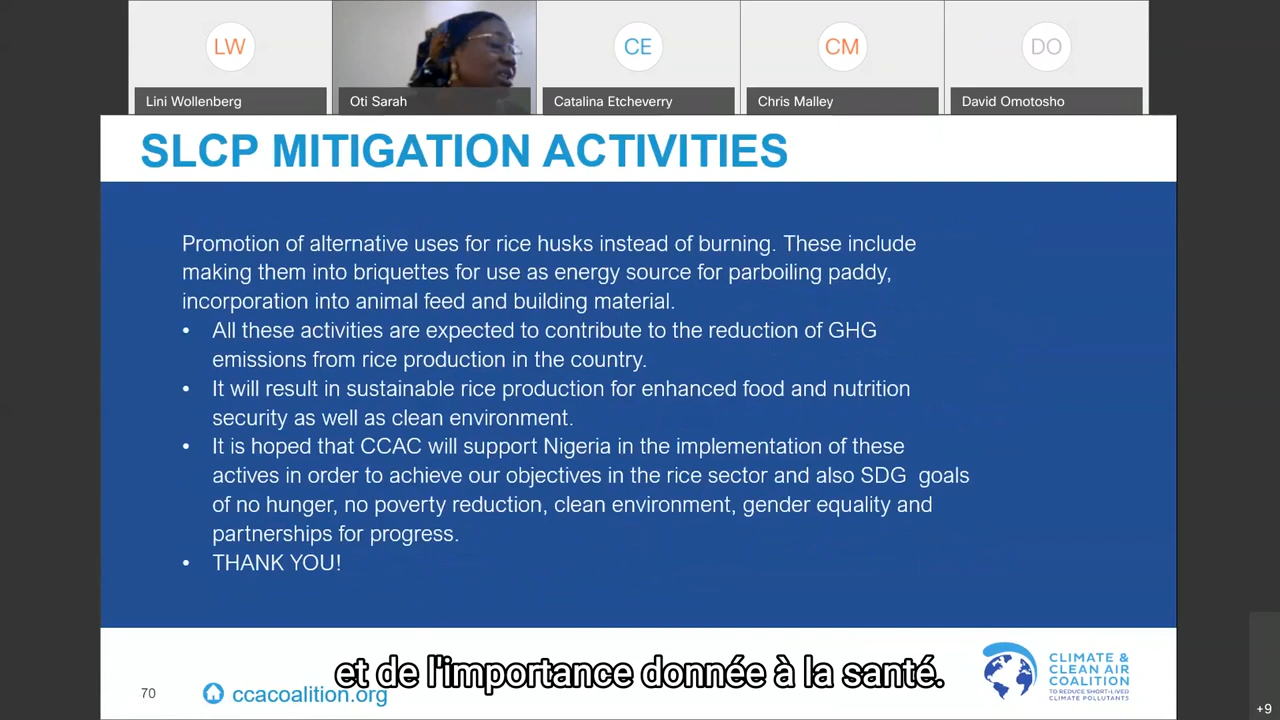 LW
CE
CM
DO
Lini Wollenberg
Oti Sarah
Catalina Etcheverry
Chris Malley
David Omotosho
SLCP MITIGATION ACTIVITIES
Promotion of alternative uses for rice husks instead of burning. These include
making them into briquettes for use as energy source for parboiling paddy,
incorporation into animal feed and building material.
• All these activities are expected to contribute to the reduction of GHG
emissions from rice production in the country.
• It will result in sustainable rice production for enhanced food and nutrition
security as well as clean environment.
• It is hoped that CCAC will support Nigeria in the implementation of these
actives in order to achieve our objectives in the rice sector and also SDG goals
of no hunger, no poverty reduction, clean environment, gender equality and
partnerships for progress.
• THANK YOU!
et de l'importance donnée à la santé.
70
ccacoalition.org
CLIMATE &
CLEAN AIR
COALITION
TO REDUCE SHORT-LIVED
CLIMATE POLLUTANTS
+9